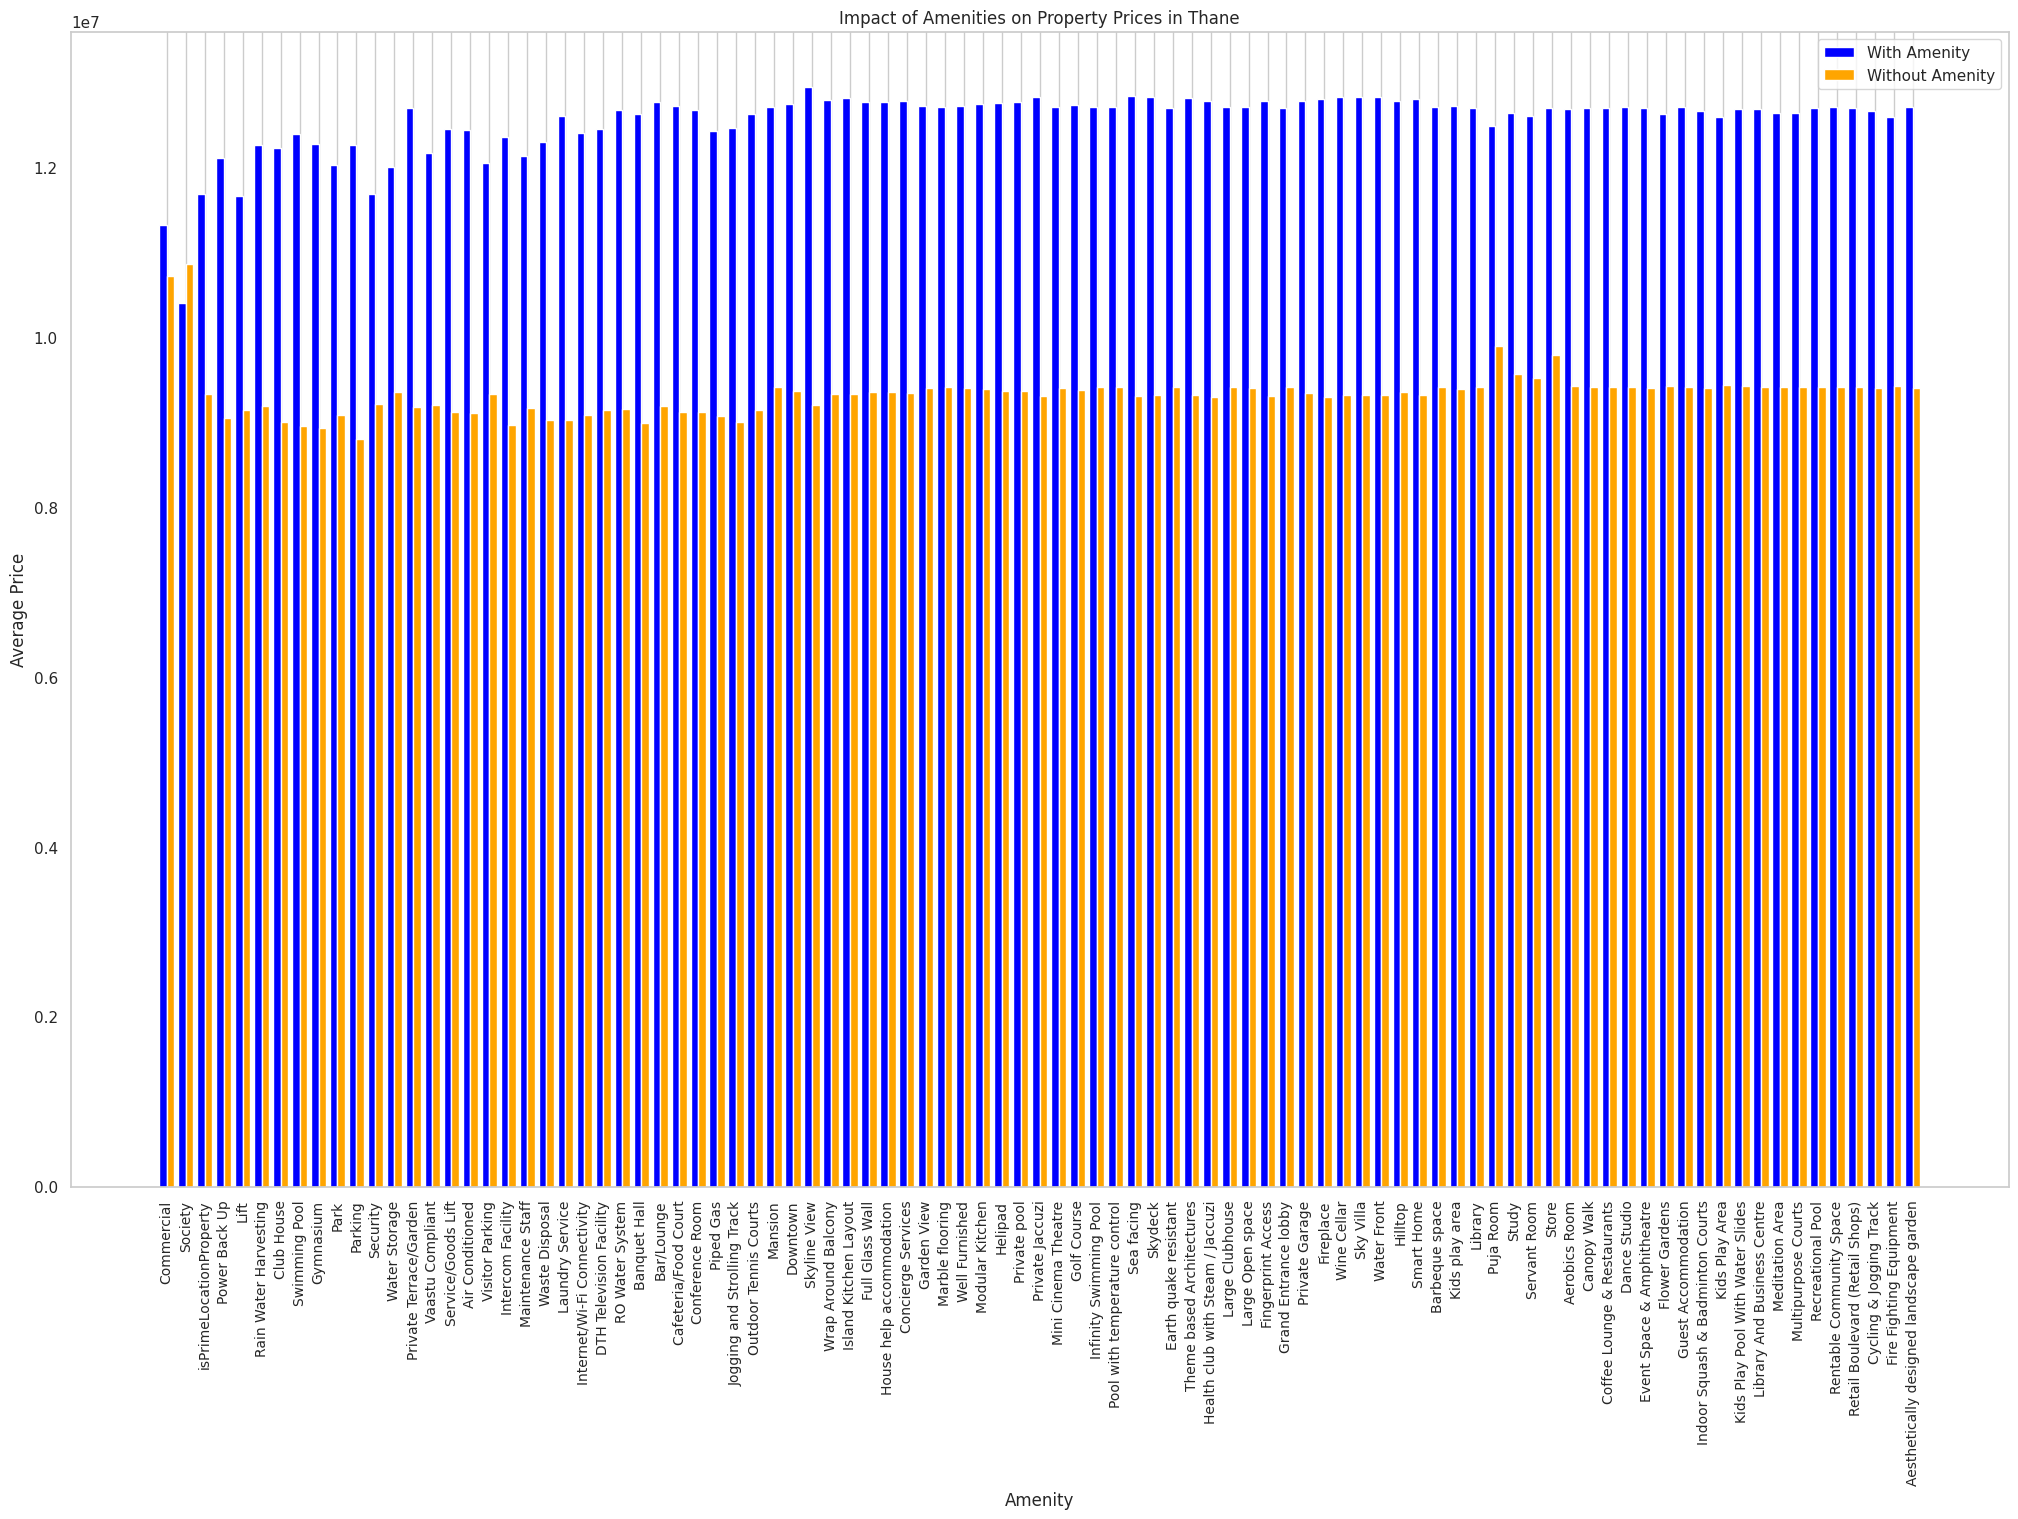 Impact of Amenities on Property Prices in Thane
1e7
With Amenity
Without Amenity
1.2
1.0
0.8
0.6
0.4
0.2
0.0
Average Price
Commercial
Society
isPrimeLocationProperty
Power Back Up
Lift
Rain Water Harvesting
Club House
Swimming Pool
Gymnasium
Park
Parking
Security
Water Storage
Private Terrace/Garden
Vaastu Compliant
Service/Goods Lift
Air Conditioned
Visitor Parking
Intercom Facility
Maintenance Staff
Waste Disposal
Laundry Service
Internet/Wi-Fi Connectivity
DTH Television Facility
RO Water System
Banquet Hall
Bar/Lounge
Cafeteria/Food Court
Conference Room
Piped Gas
Jogging and Strolling Track
Outdoor Tennis Courts
Mansion
Downtown
Skyline View
Wrap Around Balcony
Island Kitchen Layout
Full Glass Wall
House help accommodation
Concierge Services
Garden View
Marble flooring
Well Furnished
Modular Kitchen
Helipad
Private pool
Private Jaccuzi
Mini Cinema Theatre
Golf Course
Infinity Swimming Pool
Pool with temperature control
Sea facing
Skydeck
Earth quake resistant
Theme based Architectures
Health club with Steam / Jaccuzi
Large Clubhouse
Large Open space
Fingerprint Access
Grand Entrance lobby
Private Garage
Fireplace
Wine Cellar
Sky Villa
Water Front
Hilltop
Smart Home
Barbeque space
Kids play area
Library
Puja Room
Study
Servant Room
Store
Aerobics Room
Canopy Walk
Coffee Lounge & Restaurants
Dance Studio
Event Space & Amphitheatre
Flower Gardens
Guest Accommodation
Indoor Squash & Badminton Courts
Kids Play Area
Kids Play Pool With Water Slides
Library And Business Centre
Meditation Area
Multipurpose Courts
Recreational Pool
Rentable Community Space
Retail Boulevard (Retail Shops)
Cycling & Jogging Track
Fire Fighting Equipment
Aesthetically designed landscape garden
Amenity